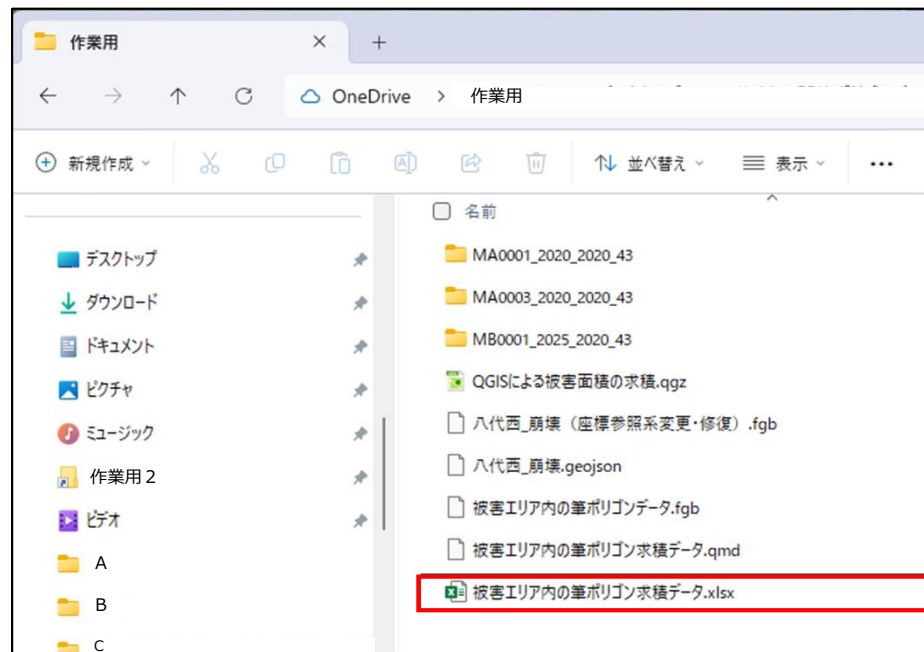 作業用
OneDrive > 作業用
新規作成
並べ替え
表示
名前
デスクトップ
ダウンロード
ドキュメント
ピクチャ
ミュージック
作業用2
ビデオ
A
B
C
MA0001_2020_2020_43
MA0003_2020_2020_43
MB0001_2025_2020_43
QGISによる被害面積の求積.qgz
八代西_崩壊（座標参照系変更・修復）.fgb
八代西_崩壊.geojson
被害エリア内の筆ポリゴンデータ.fgb
被害エリア内の筆ポリゴン求積データ.qmd
被害エリア内の筆ポリゴン求積データ.xlsx